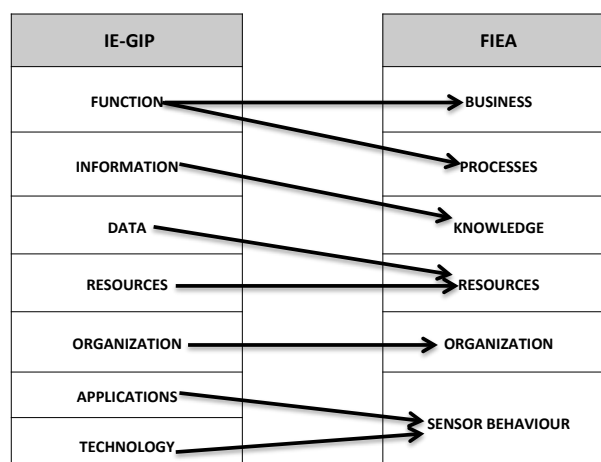 IE-GIP
FUNCTION
INFORMATION
DATA
RESOURCES
ORGANIZATION
APPLICATIONS
TECHNOLOGY
FIEA
BUSINESS
PROCESSES
KNOWLEDGE
RESOURCES
ORGANIZATION
SENSOR BEHAVIOUR